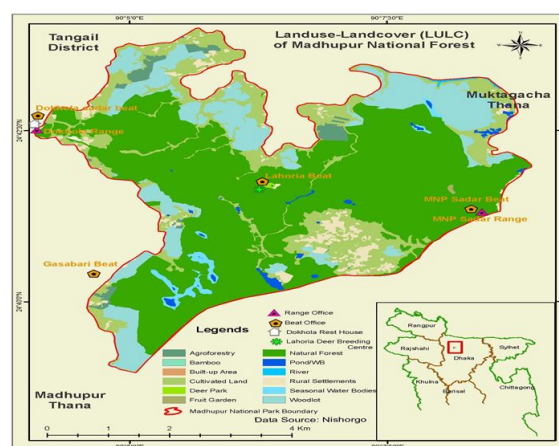 Landuse-Landcover (LULC)
of Madhupur National Forest
Tangail
District
Muktagacha
Thana
Dokhola sadar beat
Dokhola Range
Lahoria Beat
MNP Sadar Beat
MNP Sadar Range
Gasabari Beat
Madhupur
Thana
Legends
Agroforestry
Bamboo
Built-up Area
Cultivated Land
Deer Park
Fruit Garden
Madhupur National Park Boundary
Natural Forest
Pond/WB
River
Rural Settlements
Seasonal Water Bodies
Woodlot
Range Office
Beat Office
Dokhola Rest House
Lahoria Deer Breeding
Centre
Data Source: Nishorgo
0 1 2 4 Km
Rangpur
Rajshahi
Dhaka
Sylhet
Khulna
Barisal
Chittegong